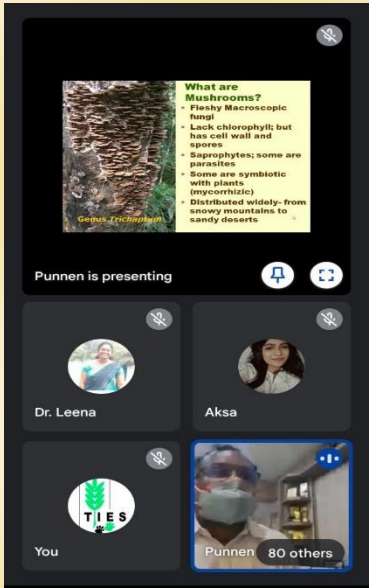 What are
Mushrooms?
• Fleshy Macroscopic
fungi
• Lack chlorophyll; but
has cell wall and
spores
• Saprophytes; some are
parasites
• Some are symbiotic
with plants
(mycorrhizic)
• Distributed widely- from
snowy mountains to
sandy deserts
Genus Trichaptum
Punnen is presenting
Dr. Leena
Aksa
TIES
You
Punnen
80 others